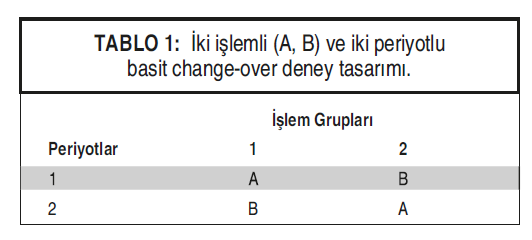 TABLO 1: İki işlemli (A, B) ve iki periyotlu
basit change-over deney tasarımı.
İşlem Grupları
Periyotlar 1 2
1 A B
2 B A